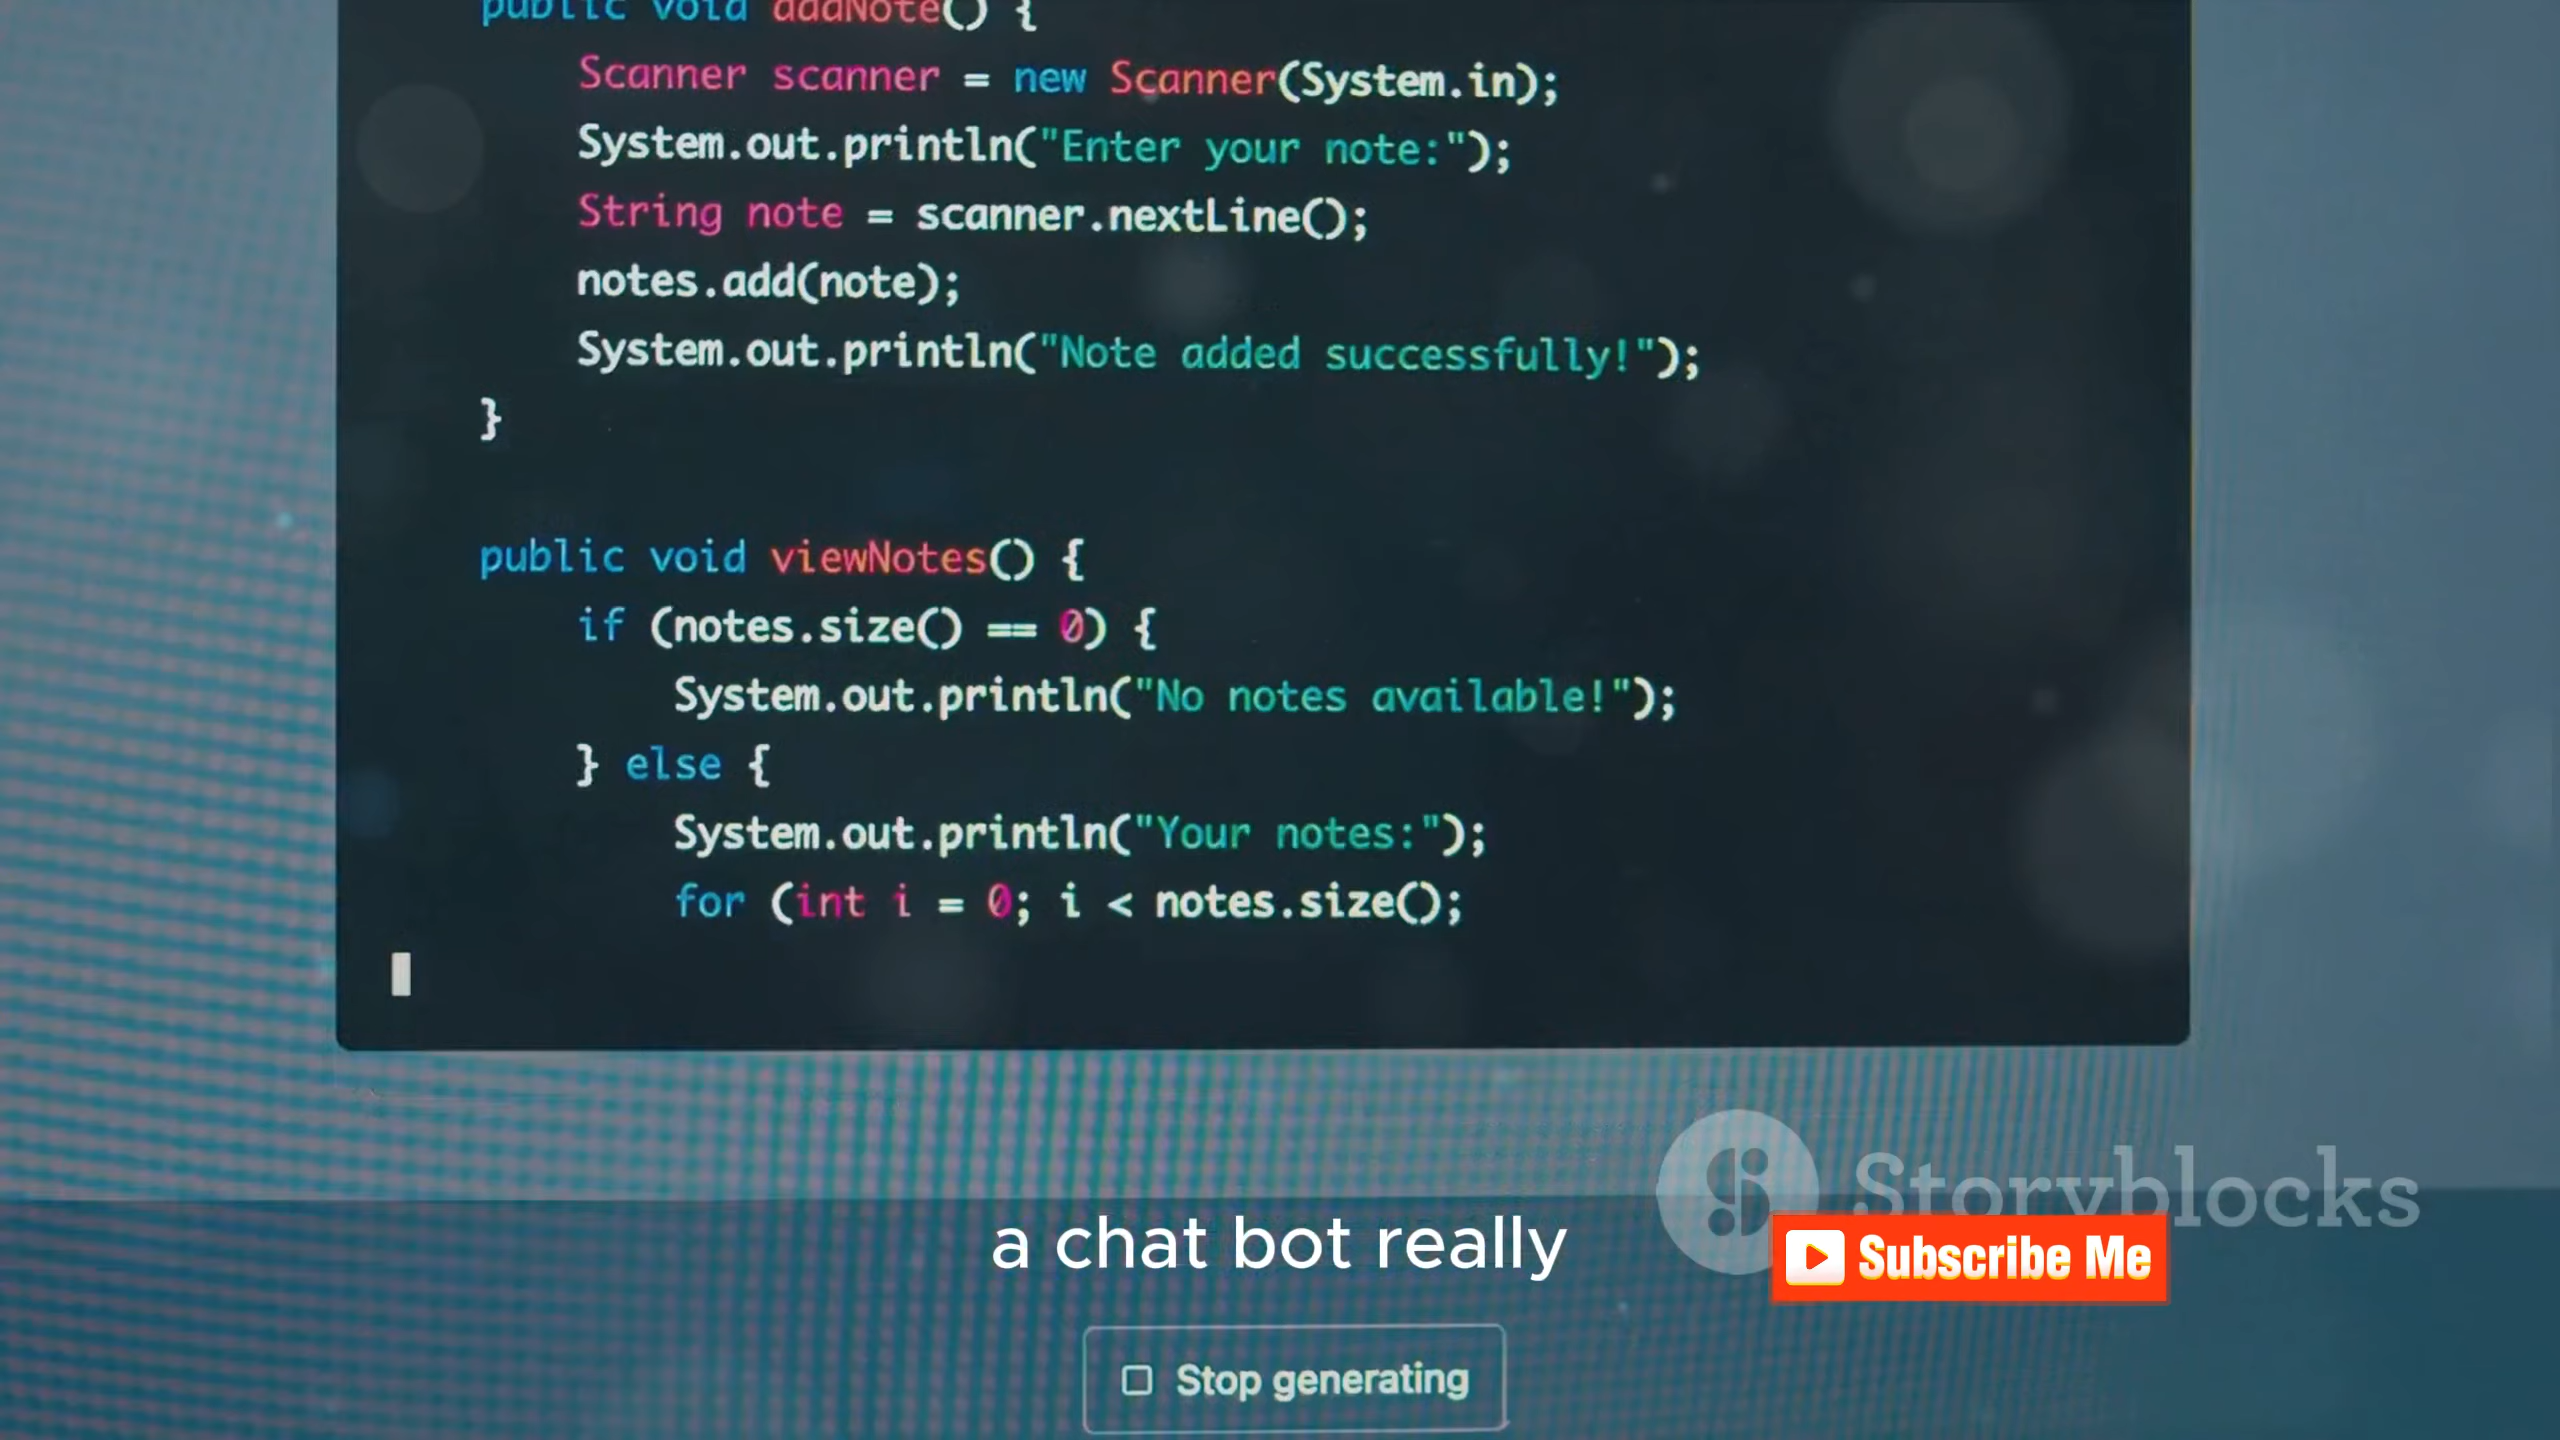 public void addNote() {
Scanner scanner = new Scanner(System.in);
System.out.println("Enter your note:");
String note = scanner.nextLine();
notes.add(note);
System.out.println("Note added successfully!");
}
public void viewNotes() {
if (notes.size() == 0) {
System.out.println("No notes available!");
} else {
System.out.println("Your notes:");
for (int i = 0; i < notes.size();
Storyblocks
a chat bot really
Subscribe Me
Stop generating